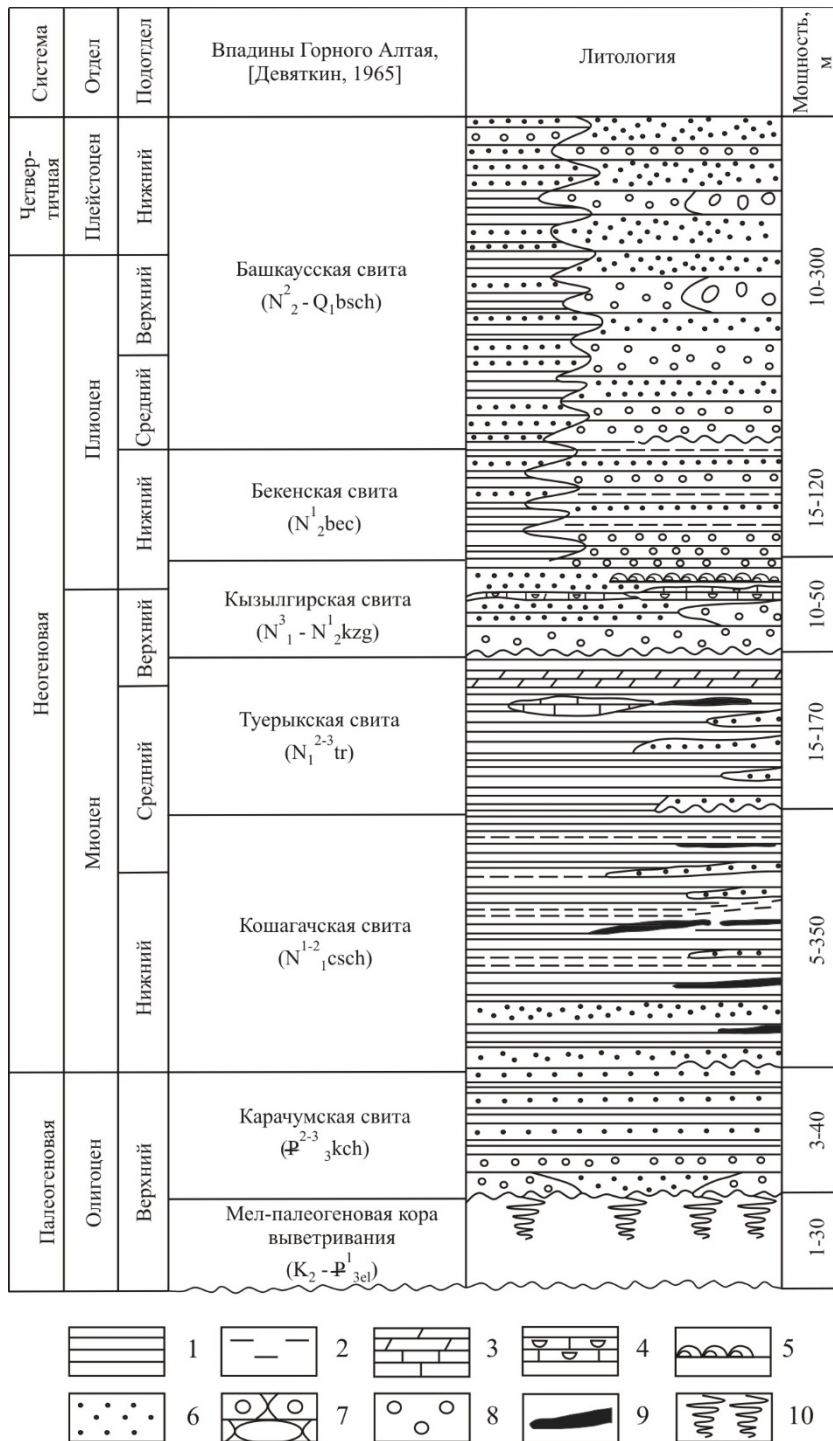 Система
Отдел
Подотдел
Впадины Горного Алтая,
[Девяткин, 1965]
Литология
Мощность,
м
Четвер-
тичная
Плейстоцен
Нижний
Башкаусская свита
(N²₂ - Q₁bsch)
10-300
Неогеновая
Плиоцен
Верхний
Средний
Нижний
Бекенская свита
(N¹₂bec)
15-120
Кызылгирская свита
(N³₁ - N¹₂kzg)
10-50
Миоцен
Верхний
Туерыкская свита
(N₁²⁻³tr)
15-170
Средний
Кошагачская свита
(N¹⁻²₁csch)
5-350
Нижний
Палеогеновая
Олигоцен
Верхний
Карачумская свита
(₽²⁻³₃kch)
3-40
Мел-палеогеновая кора
выветривания
(K₂ - ₽¹₃el)
1-30
1 2 3 4 5
6 7 8 9 10